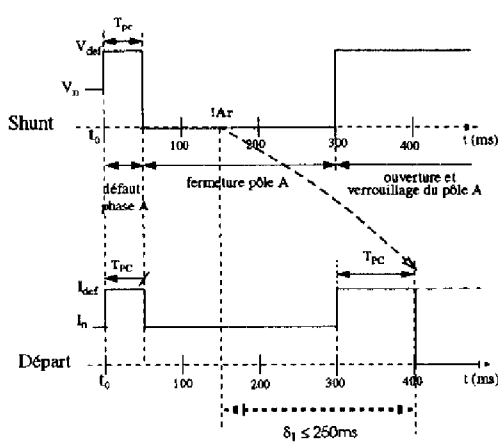 Tpc
Vdef
Vn
!Ar
Shunt
t0
100
200
300
400
t (ms)
défaut
phase A
fermeture pôle A
ouverture et
verrouillage du pôle A
TPC
TPC
Idef
In
Départ
t0
100
200
300
400
t (ms)
δ1 ≤ 250ms